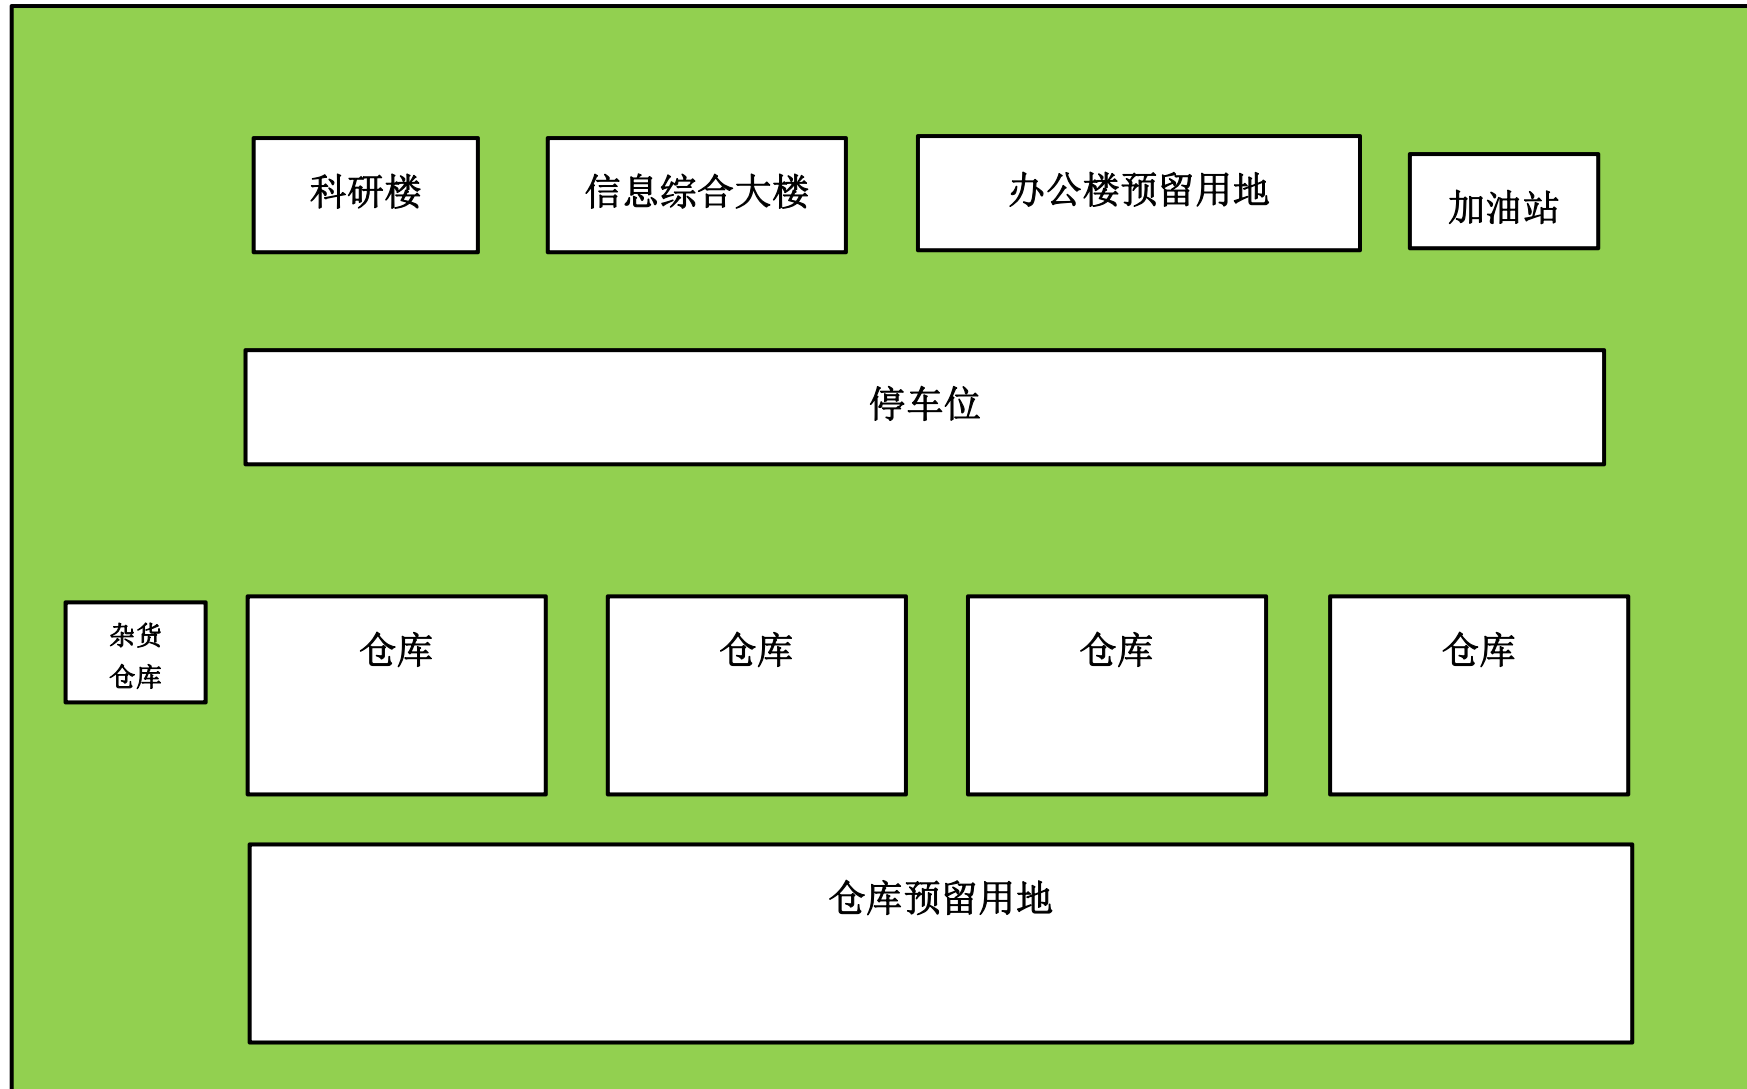 科研楼
信息综合大楼
办公楼预留用地
加油站
停车位
杂货
仓库
仓库
仓库
仓库
仓库
仓库预留用地